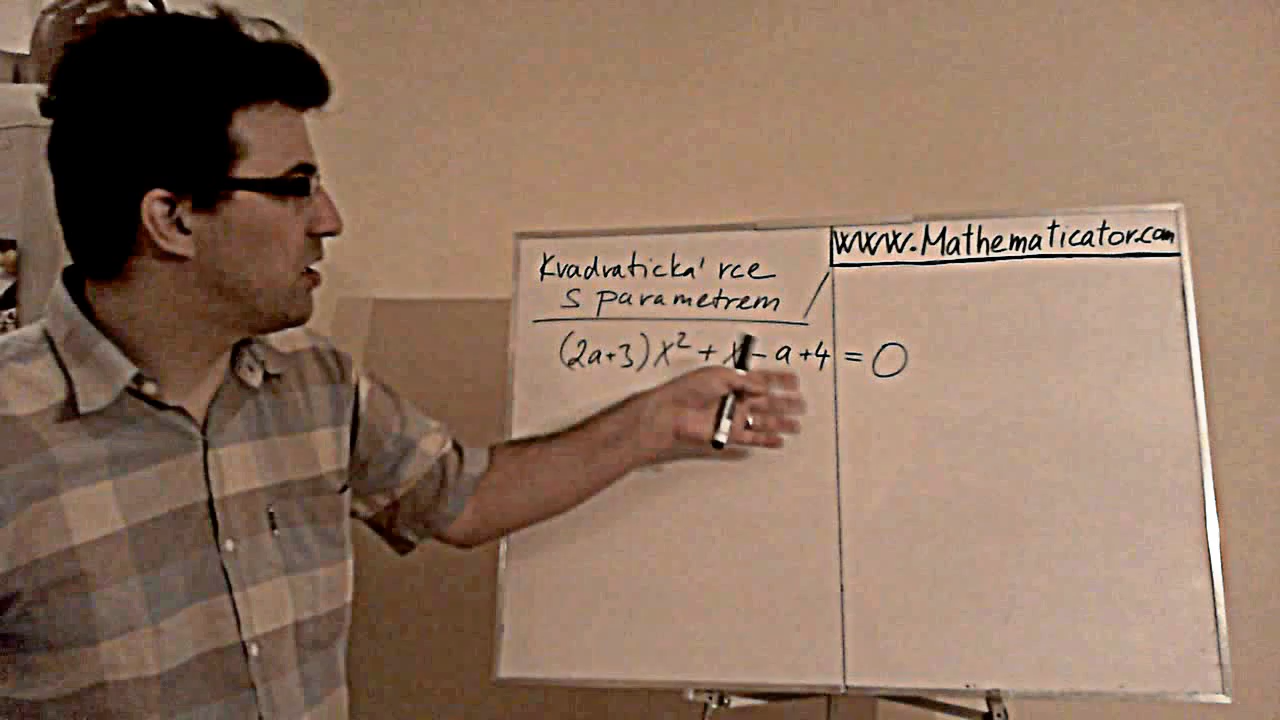 Kvadratická rce
s parametrem
www.Mathematicator.com
(2a+3)x² + x - a + 4 = 0